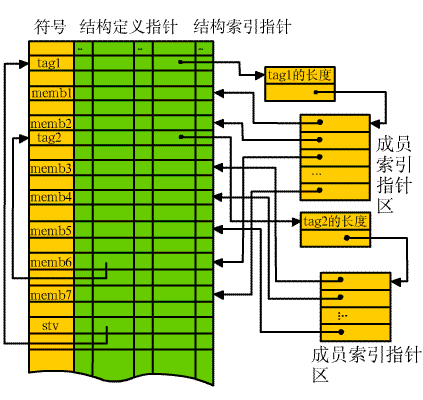 符号 结构定义指针 结构索引指针
.. .. ..
tag1
tag1的长度
memb1
memb2
tag2
...
成员
索引
指针
区
memb3
memb4
tag2的长度
memb5
memb6
memb7
...
stv
成员索引指针
区